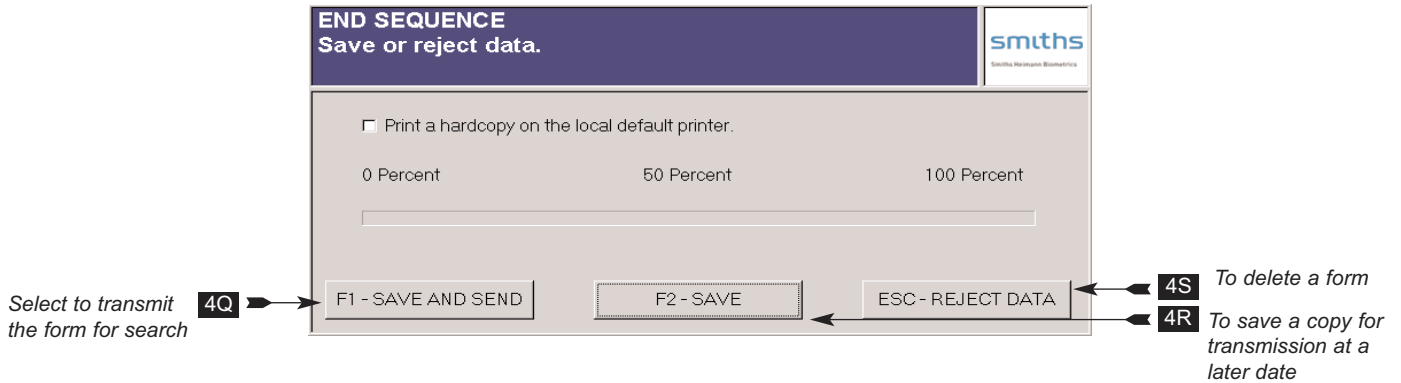 END SEQUENCE
Save or reject data.
smiths
Smiths Heimann Biometrics
Print a hardcopy on the local default printer.
0 Percent 50 Percent 100 Percent
F1 - SAVE AND SEND
F2 - SAVE
ESC - REJECT DATA
Select to transmit
the form for search
4Q
4S
To delete a form
4R
To save a copy for
transmission at a
later date